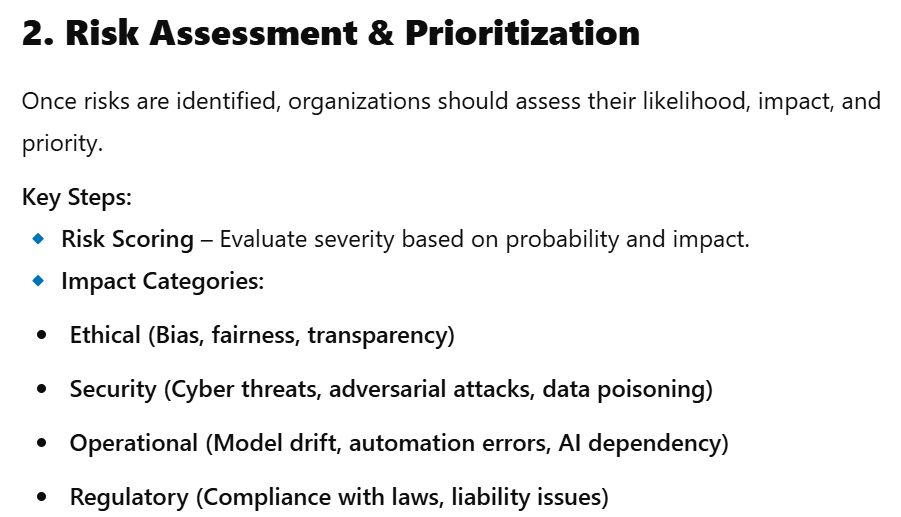 2. Risk Assessment & Prioritization
Once risks are identified, organizations should assess their likelihood, impact, and
priority.
Key Steps:
🔹 Risk Scoring – Evaluate severity based on probability and impact.
🔹 Impact Categories:
• Ethical (Bias, fairness, transparency)
• Security (Cyber threats, adversarial attacks, data poisoning)
• Operational (Model drift, automation errors, AI dependency)
• Regulatory (Compliance with laws, liability issues)